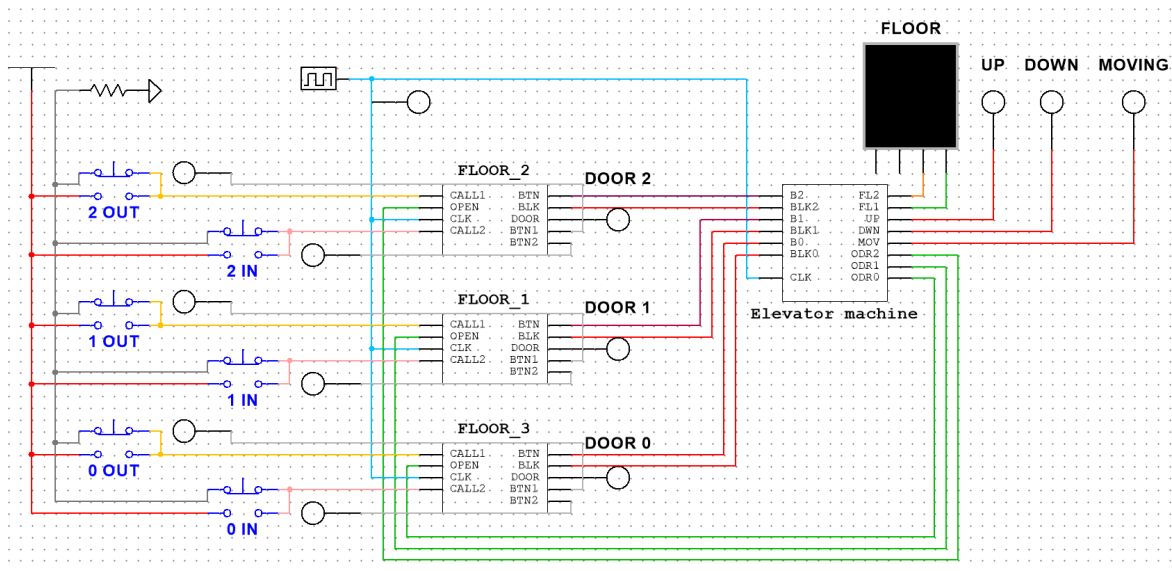 FLOOR
UP DOWN MOVING
2 OUT
2 IN
FLOOR_2
CALL1 BTN
OPEN BLK
CLK DOOR
CALL2 BTN1
BTN2
DOOR 2
1 OUT
1 IN
FLOOR_1
CALL1 BTN
OPEN BLK
CLK DOOR
CALL2 BTN1
BTN2
DOOR 1
0 OUT
0 IN
FLOOR_3
CALL1 BTN
OPEN BLK
CLK DOOR
CALL2 BTN1
BTN2
DOOR 0
B2 FL2
BLK2 FL1
B1 UP
BLK1 DWN
B0 MOV
BLK0 ODR2
ODR1
CLK ODR0
Elevator machine